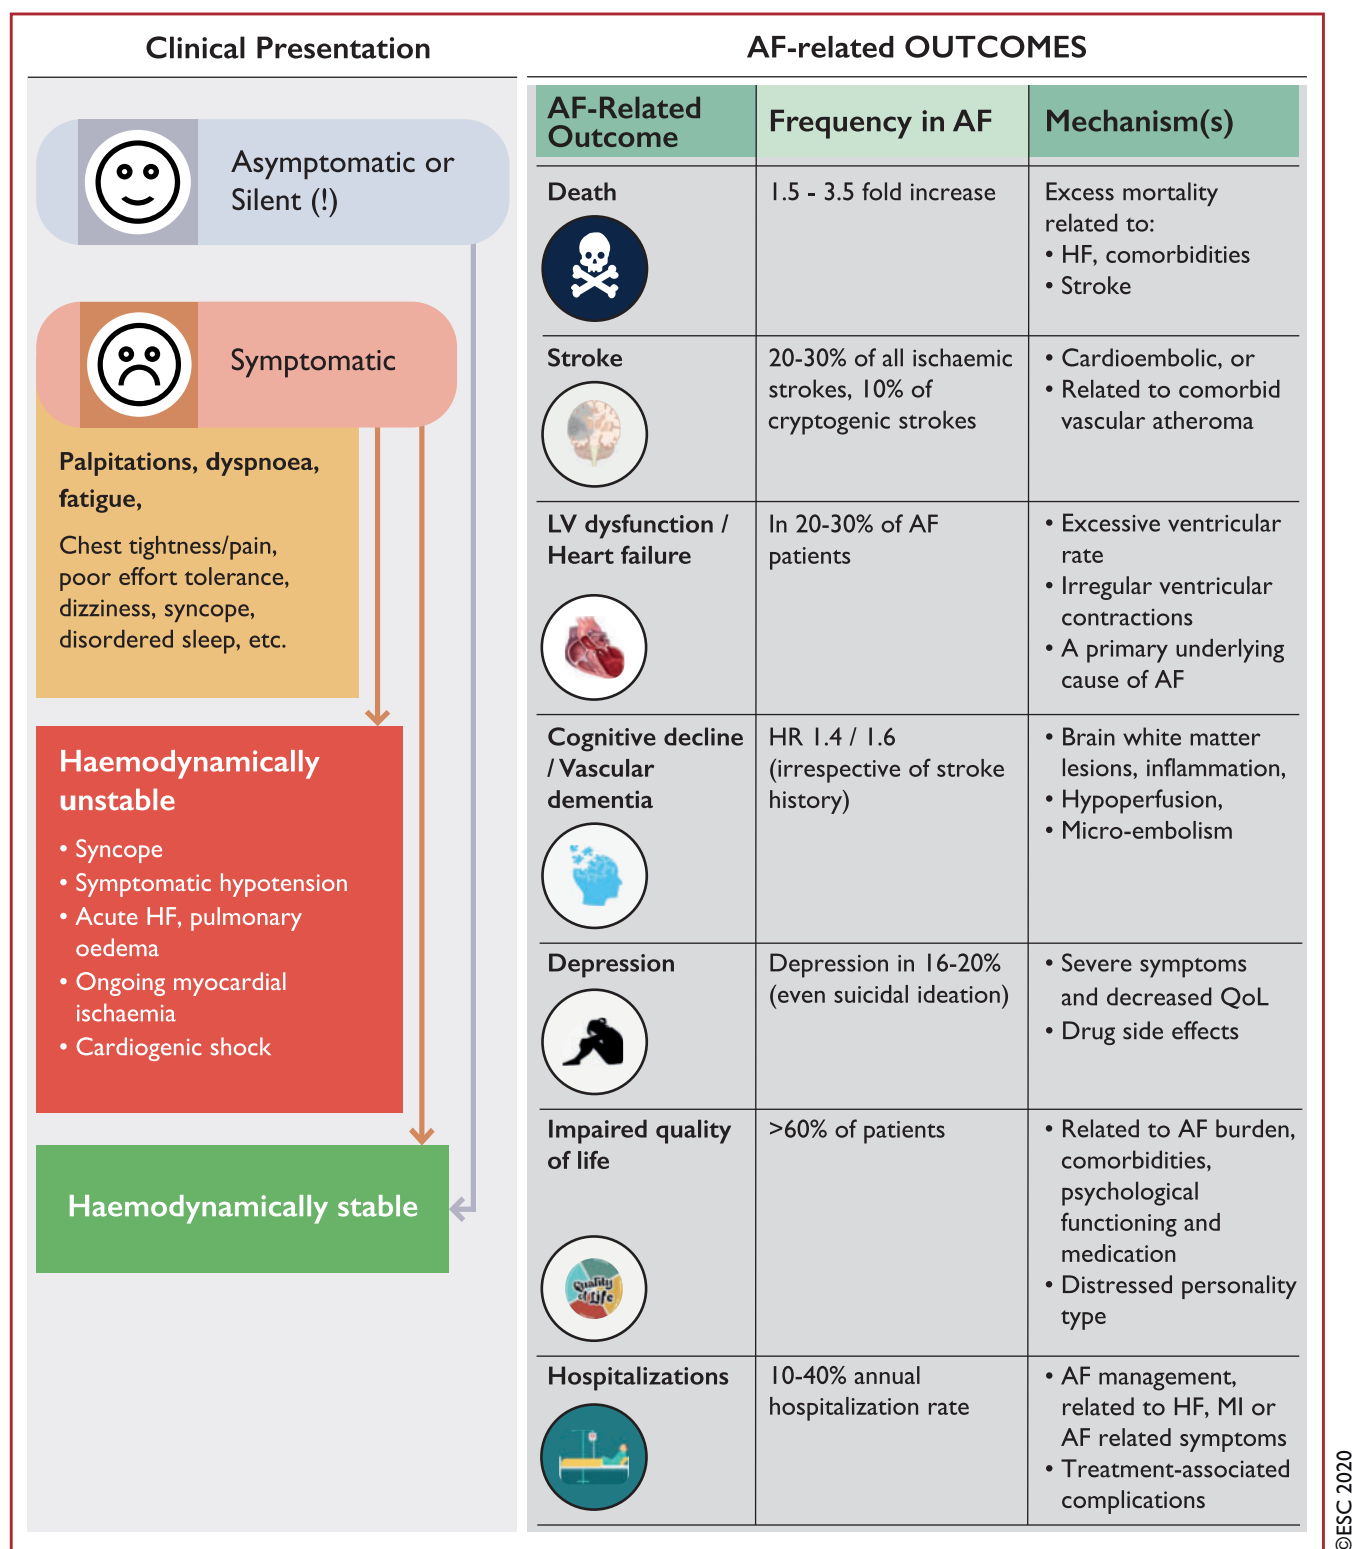 Clinical Presentation
Asymptomatic or
Silent (!)
Symptomatic
Palpitations, dyspnoea,
fatigue,
Chest tightness/pain,
poor effort tolerance,
dizziness, syncope,
disordered sleep, etc.
Haemodynamically
unstable
• Syncope
• Symptomatic hypotension
• Acute HF, pulmonary
oedema
• Ongoing myocardial
ischaemia
• Cardiogenic shock
Haemodynamically stable
AF-related OUTCOMES
AF-Related
Outcome
Frequency in AF
Mechanism(s)
Death
1.5 - 3.5 fold increase
Excess mortality
related to:
• HF, comorbidities
• Stroke
Stroke
20-30% of all ischaemic
strokes, 10% of
cryptogenic strokes
• Cardioembolic, or
• Related to comorbid
vascular atheroma
LV dysfunction /
Heart failure
In 20-30% of AF
patients
• Excessive ventricular
rate
• Irregular ventricular
contractions
• A primary underlying
cause of AF
Cognitive decline
/ Vascular
dementia
HR 1.4 / 1.6
(irrespective of stroke
history)
• Brain white matter
lesions, inflammation,
• Hypoperfusion,
• Micro-embolism
Depression
Depression in 16-20%
(even suicidal ideation)
• Severe symptoms
and decreased QoL
• Drug side effects
Impaired quality
of life
Quality
of Life
>60% of patients
• Related to AF burden,
comorbidities,
psychological
functioning and
medication
• Distressed personality
type
Hospitalizations
10-40% annual
hospitalization rate
• AF management,
related to HF, MI or
AF related symptoms
• Treatment-associated
complications
©ESC 2020